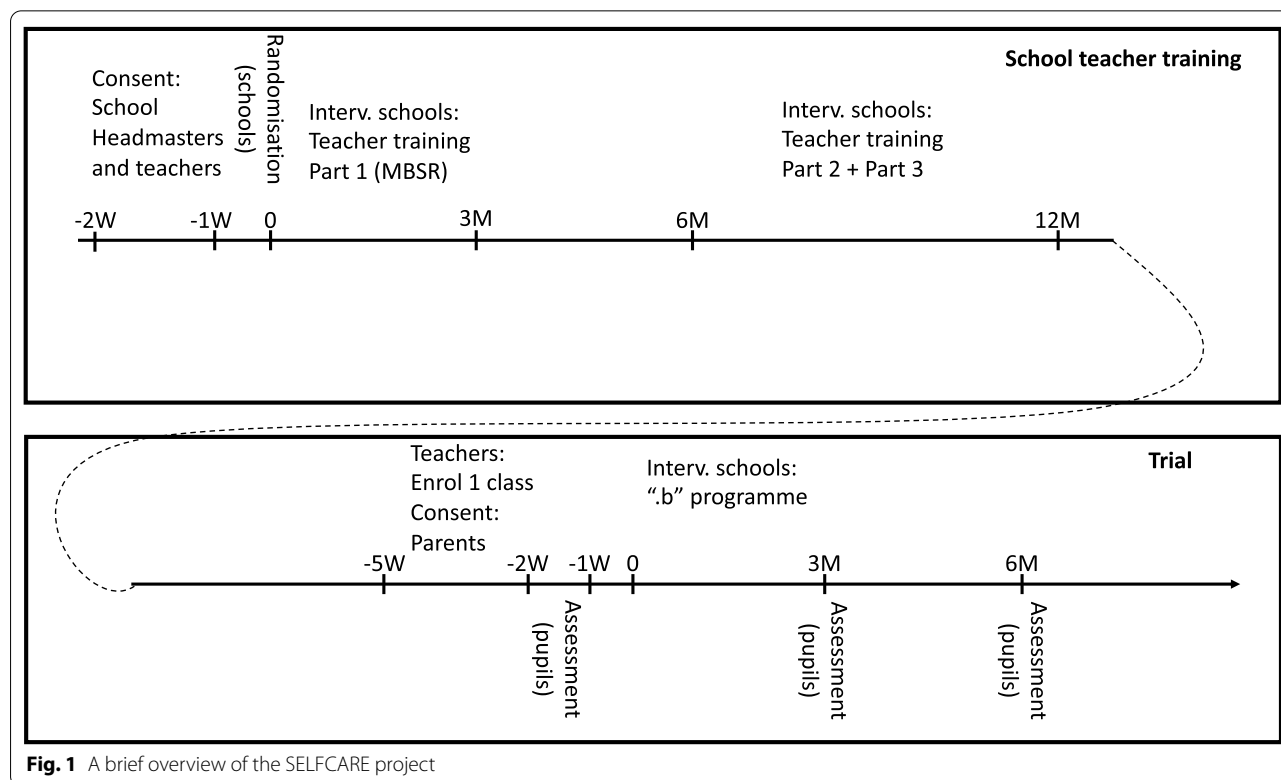 School teacher training
Consent:
School
Headmasters
and teachers
Randomisation
(schools)
Interv. schools:
Teacher training
Part 1 (MBSR)
Interv. schools:
Teacher training
Part 2 + Part 3
-2W
-1W
0
3M
6M
12M
Trial
Teachers:
Enrol 1 class
Consent:
Parents
Interv. schools:
“.b” programme
-5W
-2W
-1W
0
3M
6M
Assessment
(pupils)
Assessment
(pupils)
Assessment
(pupils)
Fig. 1 A brief overview of the SELFCARE project